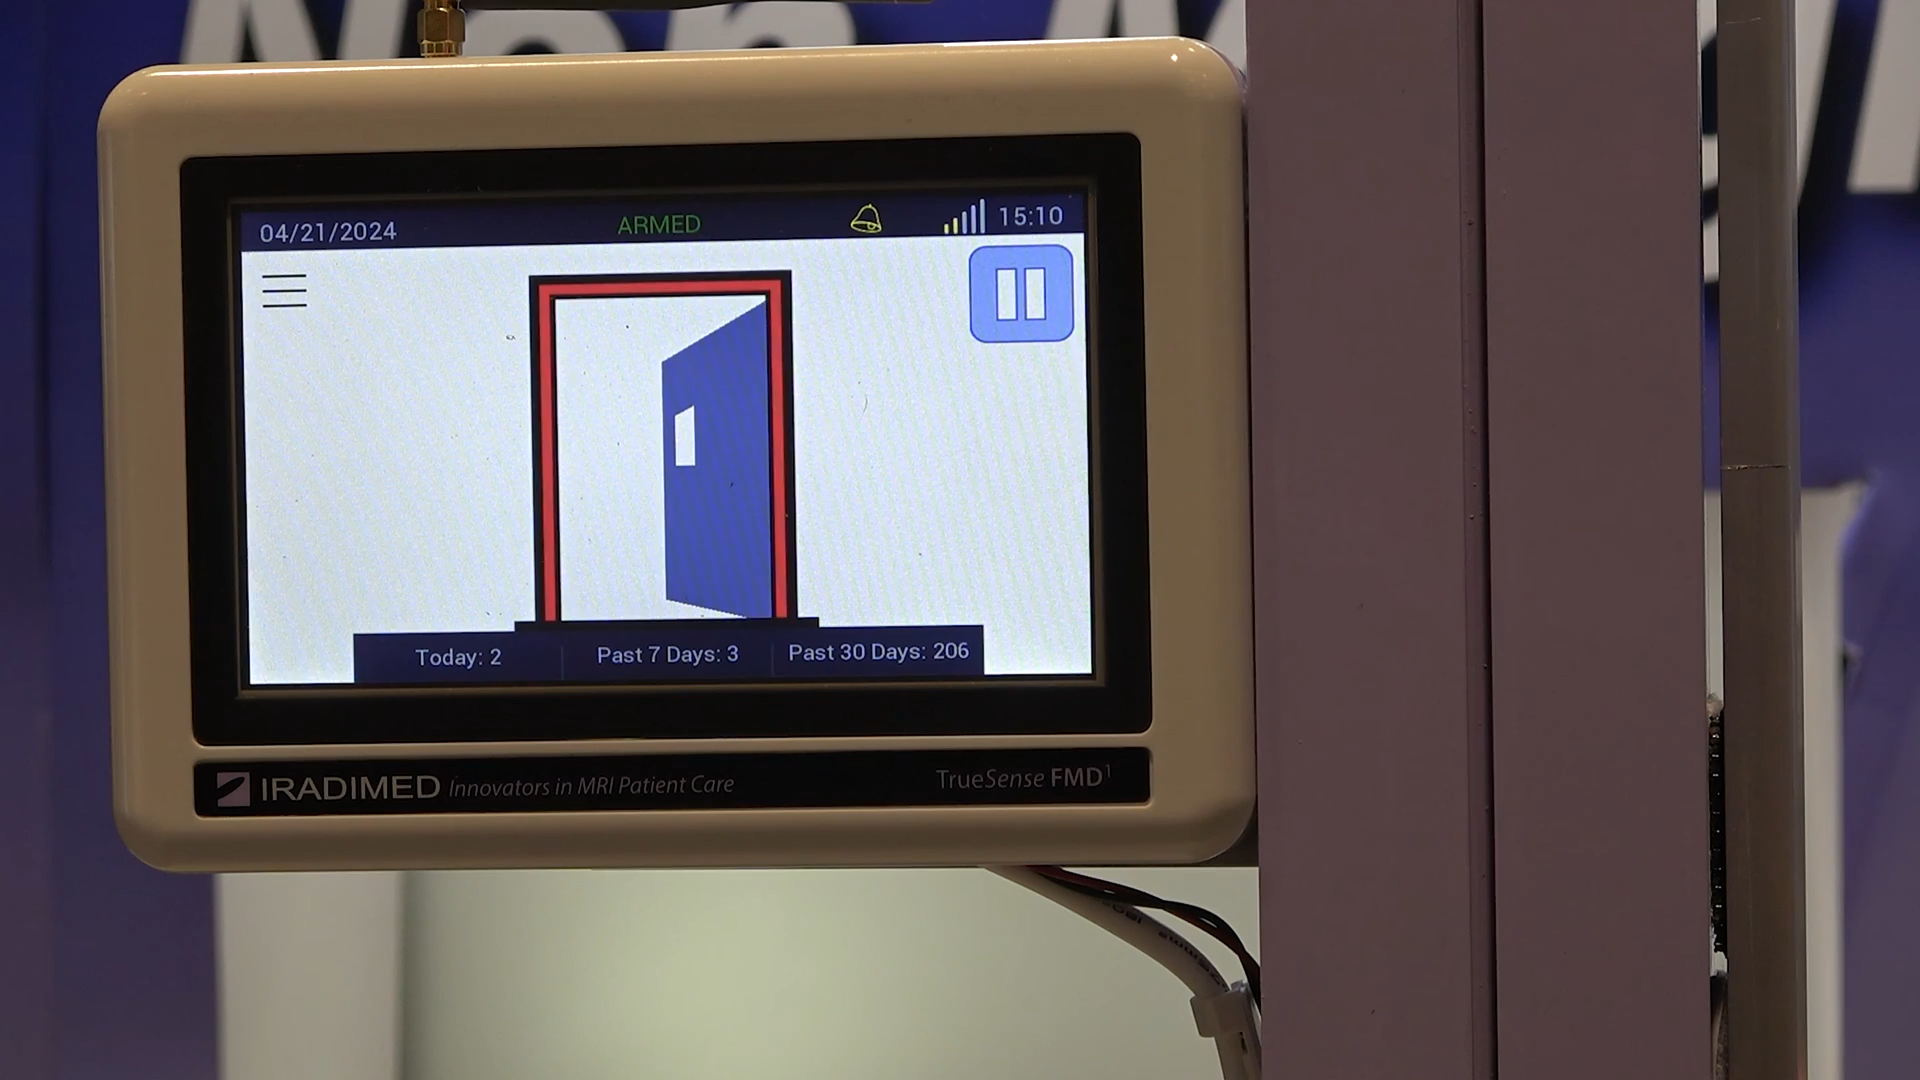 04/21/2024 ARMED 15:10
Today: 2 Past 7 Days: 3 Past 30 Days: 206
IRADIMED Innovators in MRI Patient Care TrueSense FMD1